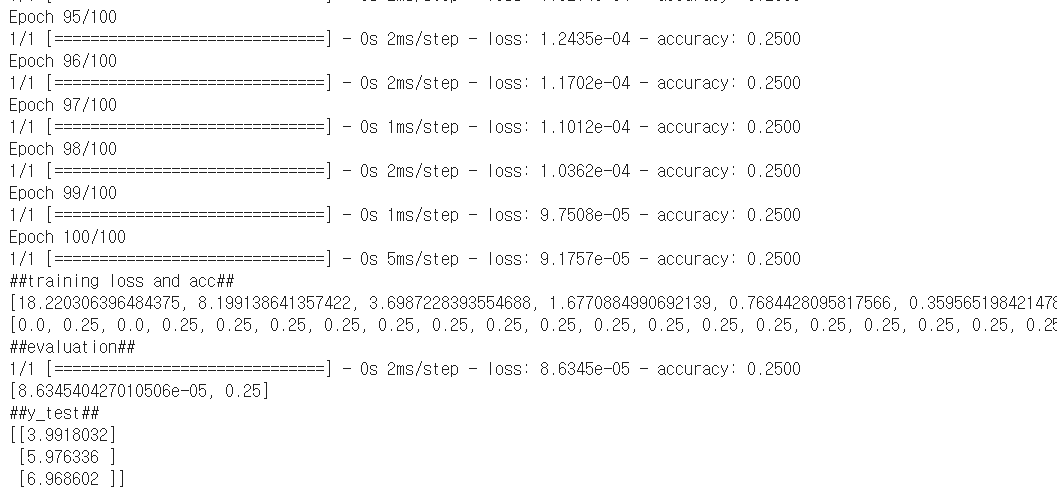 Epoch 95/100
1/1 [==============================] - 0s 2ms/step - loss: 1.2435e-04 - accuracy: 0.2500
Epoch 96/100
1/1 [==============================] - 0s 2ms/step - loss: 1.1702e-04 - accuracy: 0.2500
Epoch 97/100
1/1 [==============================] - 0s 1ms/step - loss: 1.1012e-04 - accuracy: 0.2500
Epoch 98/100
1/1 [==============================] - 0s 2ms/step - loss: 1.0362e-04 - accuracy: 0.2500
Epoch 99/100
1/1 [==============================] - 0s 1ms/step - loss: 9.7508e-05 - accuracy: 0.2500
Epoch 100/100
1/1 [==============================] - 0s 5ms/step - loss: 9.1757e-05 - accuracy: 0.2500
##training loss and acc##
[18.220306396484375, 8.199138641357422, 3.6987228393554688, 1.6770884990692139, 0.7684428095817566, 0.359565198421478
[0.0, 0.25, 0.0, 0.25, 0.25, 0.25, 0.25, 0.25, 0.25, 0.25, 0.25, 0.25, 0.25, 0.25, 0.25, 0.25, 0.25, 0.25, 0.25, 0.25
##evaluation##
1/1 [==============================] - 0s 2ms/step - loss: 8.6345e-05 - accuracy: 0.2500
[8.634540427010506e-05, 0.25]
##y_test##
[[3.9918032]
[5.976336 ]
[6.968602 ]]